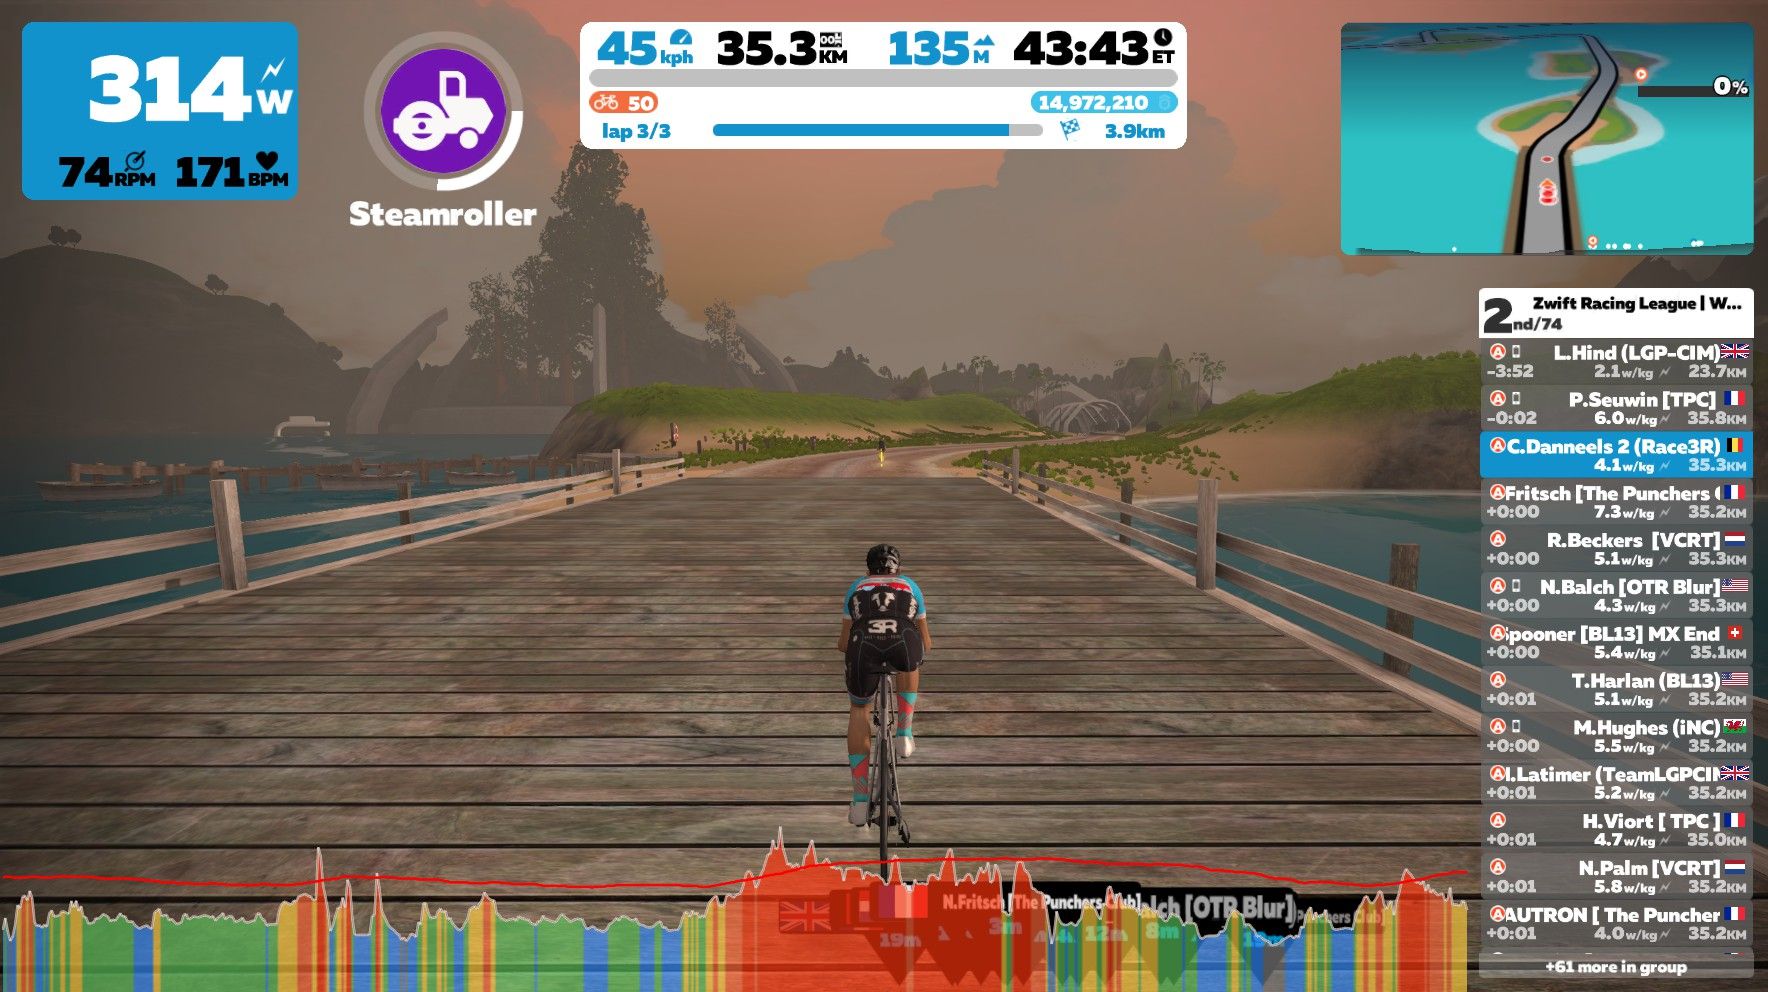 314w
74RPM 171BPM
Steamroller
45kph 35.3KM 135M 43:43ET
50 14,972,210
lap 3/3 3.9km
0%
2nd/74 Zwift Racing League | W...
A L.Hind (LGP-CIM)
-3:52 2.1w/kg 23.7KM
A P.Seuwin [TPC]
-0:02 6.0w/kg 35.8KM
A C.Danneels 2 (Race3R)
4.1w/kg 35.3KM
A Fritsch [The Punchers
+0:00 7.3w/kg 35.2KM
A R.Beckers [VCRT]
+0:00 5.1w/kg 35.3KM
A N.Balch [OTR Blur]
+0:00 4.3w/kg 35.3KM
A pooner [BL13] MX End
+0:00 5.4w/kg 35.1KM
A T.Harlan (BL13)
+0:01 5.1w/kg 35.2KM
A M.Hughes (iNC)
+0:00 5.5w/kg 35.2KM
A .Latimer (TeamLGPCI
+0:01 5.2w/kg 35.2KM
A H.Viort [ TPC ]
+0:01 4.7w/kg 35.0KM
A N.Palm [VCRT]
+0:01 5.8w/kg 35.2KM
A AUTRON [ The Puncher
+0:01 4.0w/kg 35.2KM
+61 more in group
3R
N.Fritsch [The Punchers Club] lch [OTR Blur]
19m 3m 12m 8m